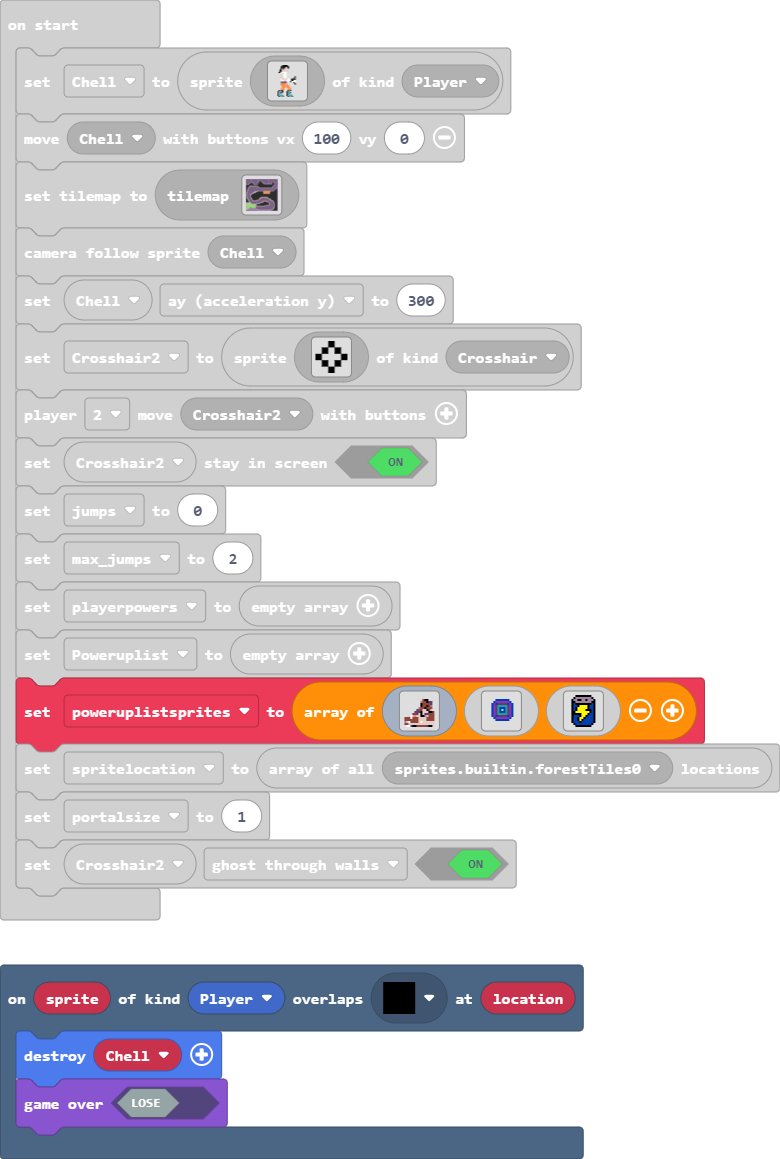 on start
set Chell to sprite of kind Player
move Chell with buttons vx 100 vy 0
set tilemap to tilemap
camera follow sprite Chell
set Chell ay (acceleration y) to 300
set Crosshair2 to sprite of kind Crosshair
player 2 move Crosshair2 with buttons
set Crosshair2 stay in screen ON
set jumps to 0
set max_jumps to 2
set playerpowers to empty array
set Poweruplist to empty array
set poweruplistsprites to array of
set spritelocation to array of all sprites.builtin.forestTiles0 locations
set portalsize to 1
set Crosshair2 ghost through walls ON
on sprite of kind Player overlaps at location
destroy Chell
game over LOSE